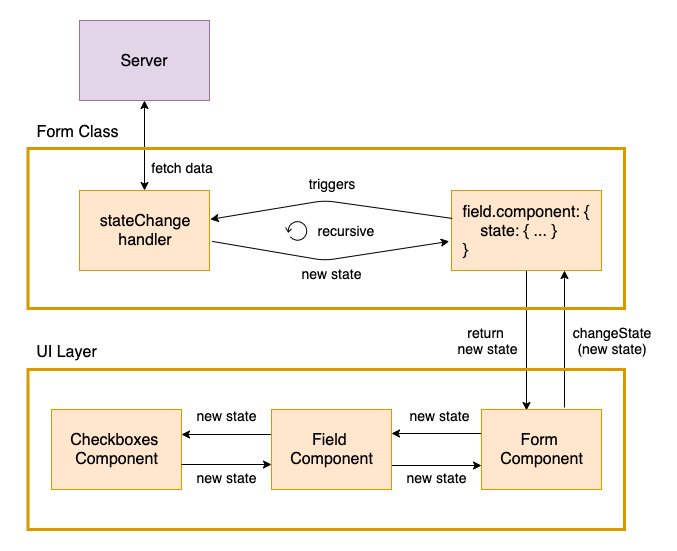 Server
Form Class
fetch data
triggers
stateChange
handler
recursive
new state
field.component: {
state: { ... }
}
return
new state
changeState
(new state)
UI Layer
Checkboxes
Component
new state
new state
Field
Component
new state
new state
Form
Component